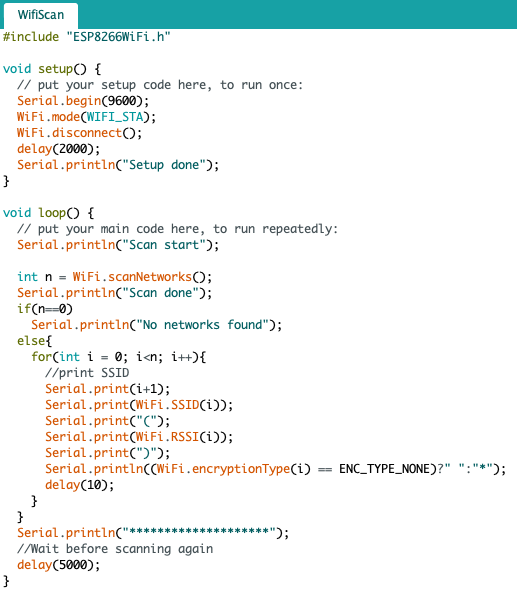 WifiScan
#include "ESP8266WiFi.h"
void setup() {
// put your setup code here, to run once:
Serial.begin(9600);
WiFi.mode(WIFI_STA);
WiFi.disconnect();
delay(2000);
Serial.println("Setup done");
}
void loop() {
// put your main code here, to run repeatedly:
Serial.println("Scan start");
int n = WiFi.scanNetworks();
Serial.println("Scan done");
if(n==0)
Serial.println("No networks found");
else{
for(int i = 0; i<n; i++){
//print SSID
Serial.print(i+1);
Serial.print(WiFi.SSID(i));
Serial.print("(");
Serial.print(WiFi.RSSI(i));
Serial.print(")");
Serial.println((WiFi.encryptionType(i) == ENC_TYPE_NONE)?" ":"*");
delay(10);
}
}
Serial.println("********************");
//Wait before scanning again
delay(5000);
}